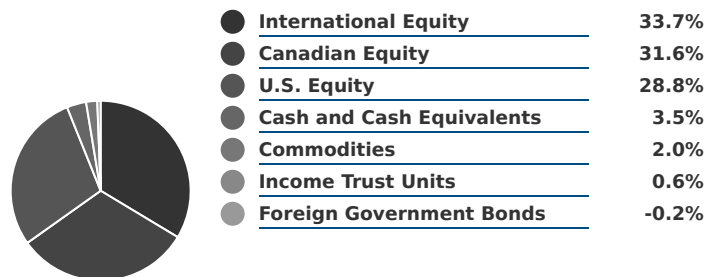 International Equity 33.7%
Canadian Equity 31.6%
U.S. Equity 28.8%
Cash and Cash Equivalents 3.5%
Commodities 2.0%
Income Trust Units 0.6%
Foreign Government Bonds -0.2%